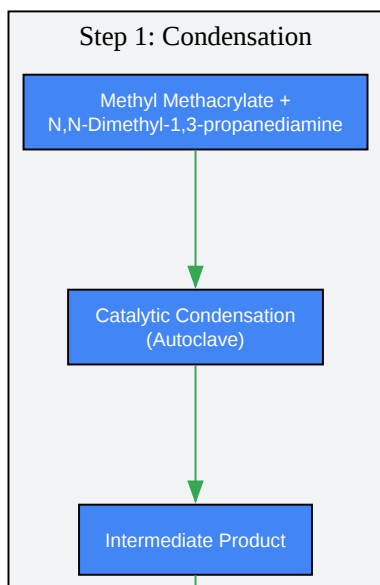 Step 1: Condensation
Methyl Methacrylate +
N,N-Dimethyl-1,3-propanediamine
Catalytic Condensation
(Autoclave)
Intermediate Product